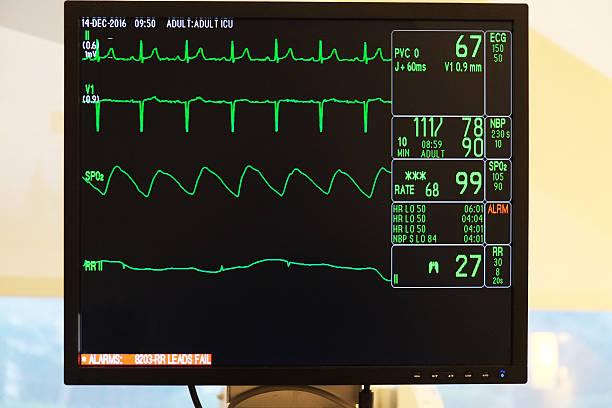 14-DEC-2016 09:50 ADULT:ADULT ICU
II
(0.6)
1mV
PVC 0 67 ECG
J+ 60ms V1 0.9 mm 150
50
V1
(0.9)
111/ 78 NBP
90 230 s
10 08:59 10
MIN ADULT
SPO2
*** 99 SPO2
RATE 68 105
90
HR LO 50 06:01 ALRM
HR LO 50 04:04
HR LO 50 04:01
NBP S LO 84 04:01
RR II
27 RR
30
8
II 20s
* ALARMS: 8203-RR LEADS FAIL